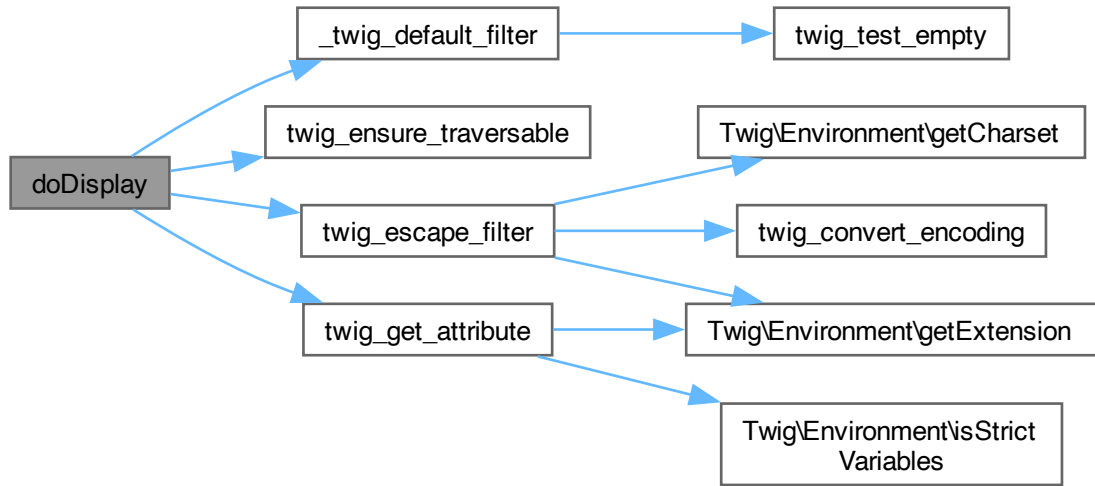 doDisplay
_twig_default_filter
twig_test_empty
twig_ensure_traversable
twig_escape_filter
Twig\Environment\getCharset
twig_convert_encoding
Twig\Environment\getExtension
twig_get_attribute
Twig\Environment\isStrict
Variables